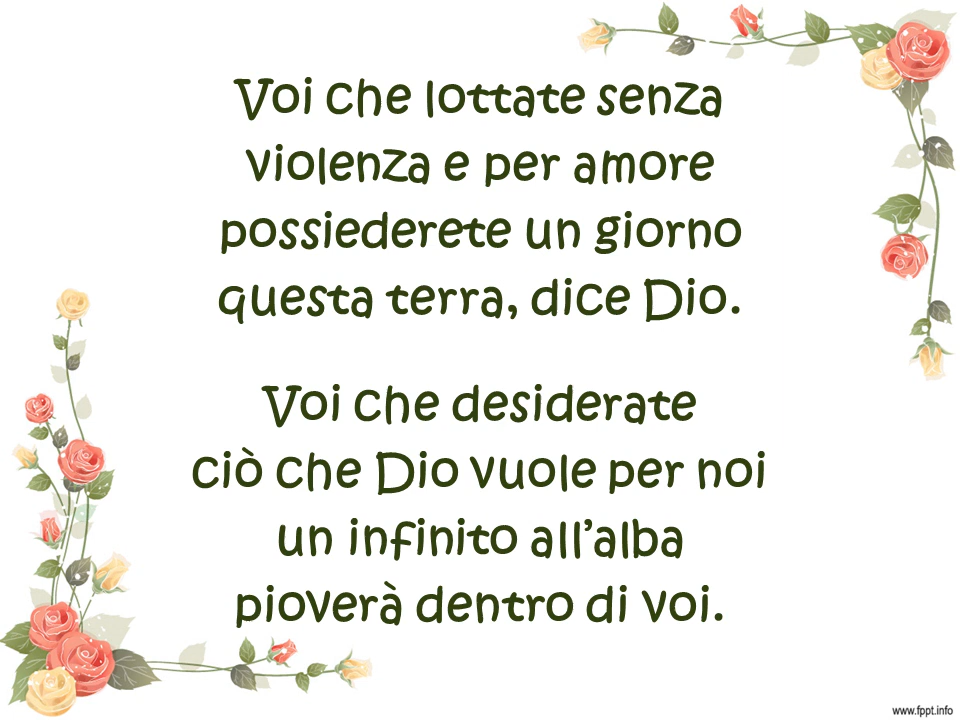 Voi che lottate senza
violenza e per amore
possiederete un giorno
questa terra, dice Dio.
Voi che desiderate
ciò che Dio vuole per noi
un infinito all’alba
pioverà dentro di voi.
www.fppt.info